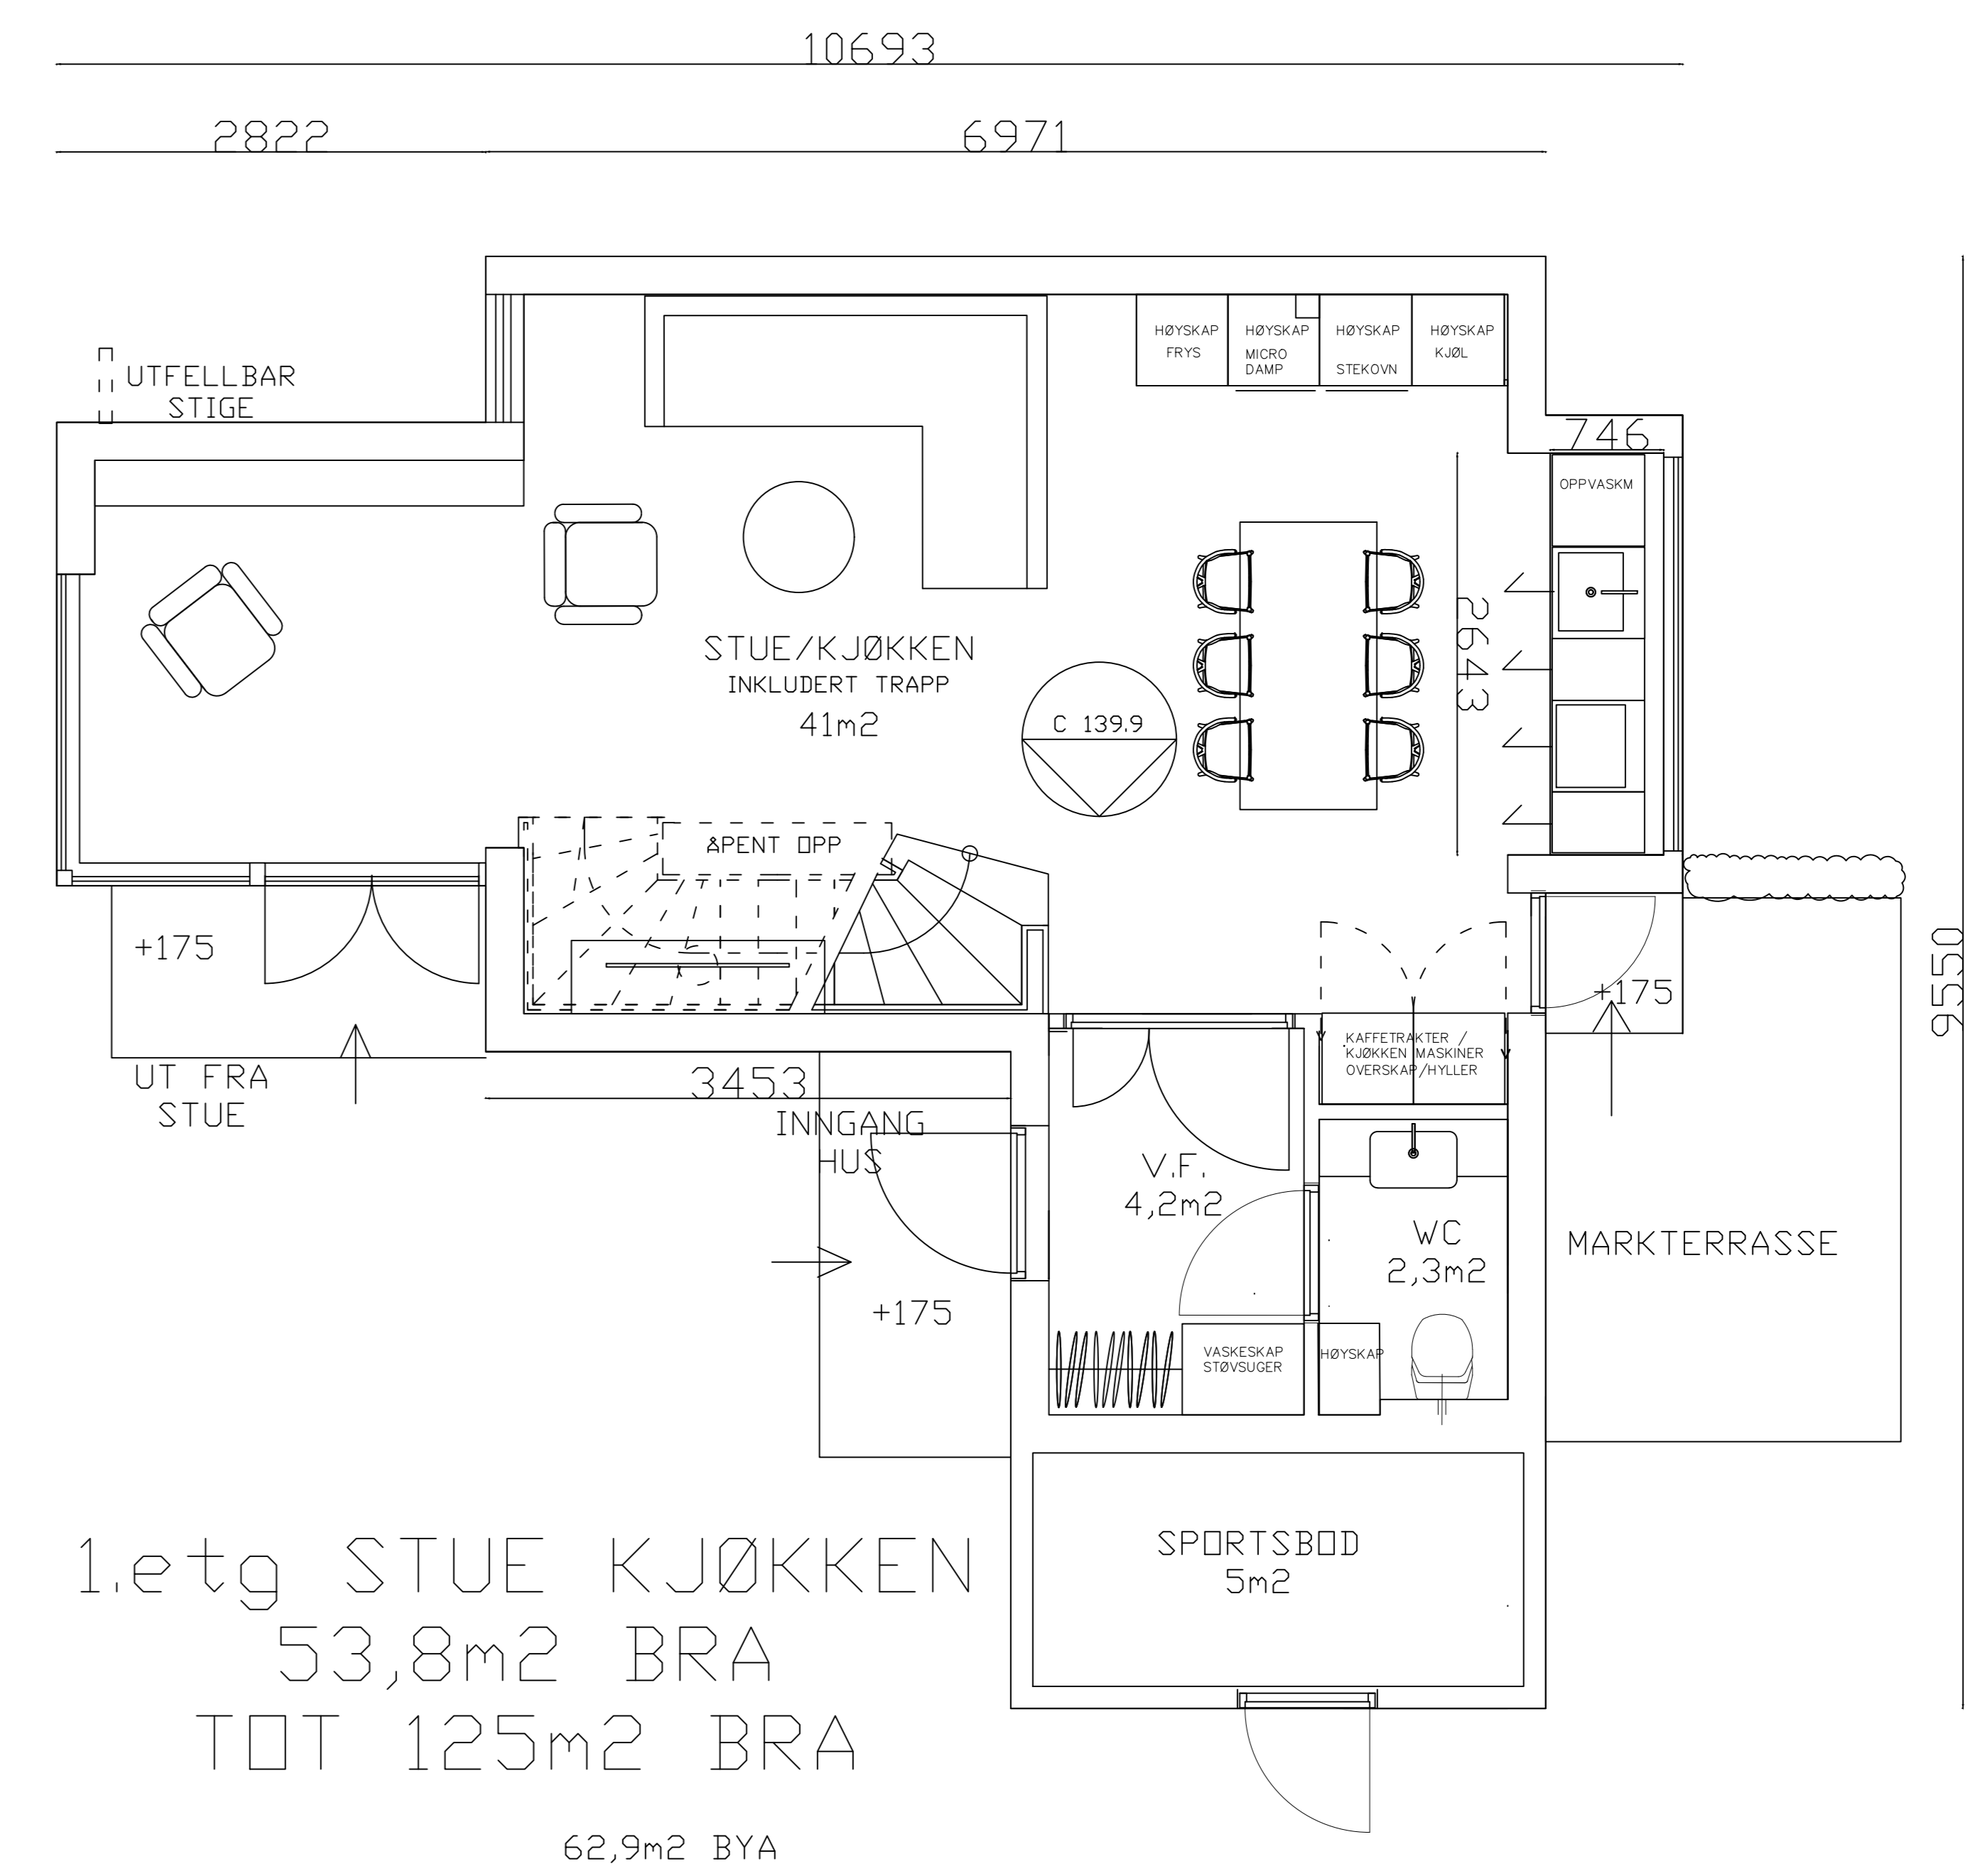 10693
2822
6971
UTFELLBAR
STIGE
HØYSKAP
FRYS
HØYSKAP
MICRO
DAMP
HØYSKAP
STEKOVN
HØYSKAP
KJØL
746
OPPVASKM
2643
STUE/KJØKKEN
INKLUDERT TRAPP
41m2
C 139.9
ÅPENT OPP
+175
UT FRA
STUE
3453
INNGANG
HUS
+175
KAFFETRAKTER /
KJØKKEN MASKINER
OVERSKAP/HYLLER
+175
9550
V.F.
4,2m2
WC
2,3m2
MARKTERRASSE
VASKESKAP
STØVSUGER
HØYSKAP
SPORTSBOD
5m2
1.etg STUE KJØKKEN
53,8m2 BRA
TOT 125m2 BRA
62,9m2 BYA